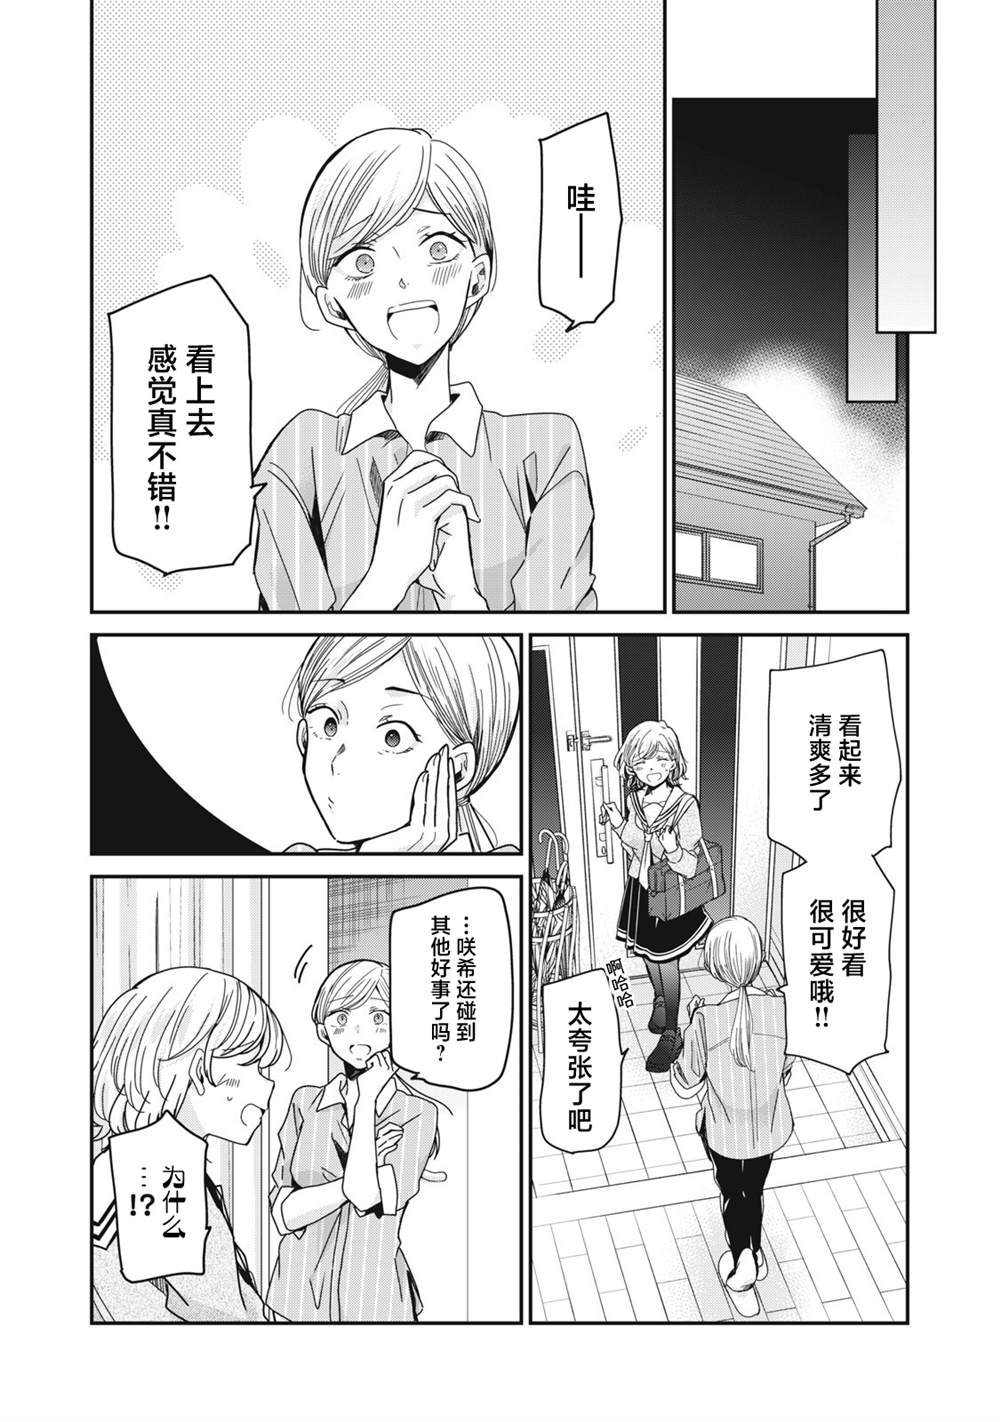 哇——
看上去
感觉真不错!!
看起来
清爽多了
很好看
很可爱哦!!
啊哈哈
太夸张了吧
…咲希还碰到
其他好事了吗?
为什么
…!?